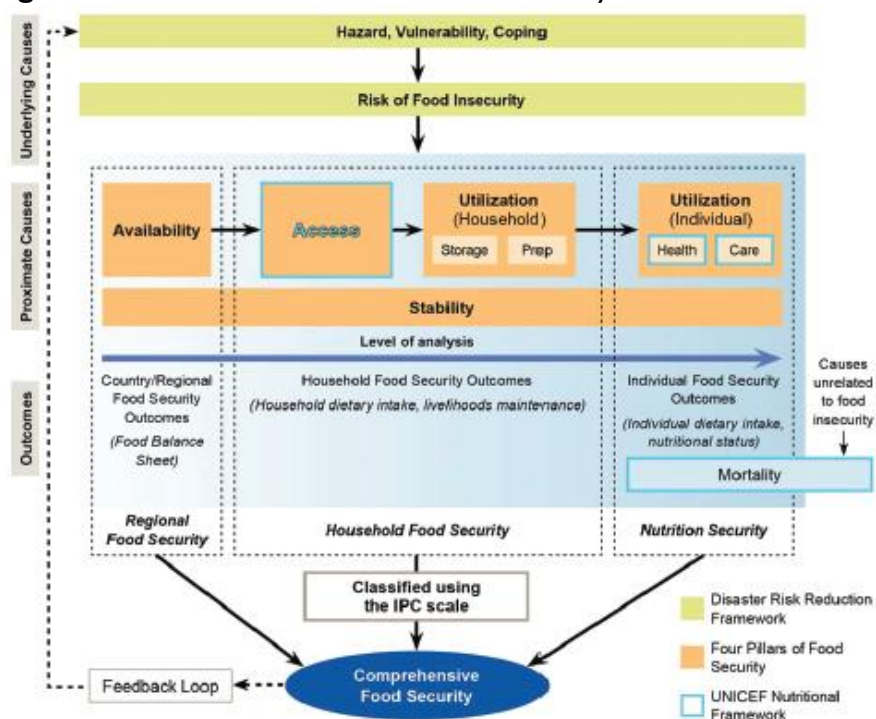 Underlying Causes
Hazard, Vulnerability, Coping
Risk of Food Insecurity
Proximate Causes
Availability
Access
Utilization
(Household)
Storage
Prep
Utilization
(Individual)
Health
Care
Stability
Level of analysis
Outcomes
Country/Regional
Food Security
Outcomes
(Food Balance
Sheet)
Household Food Security Outcomes
(Household dietary intake, livelihoods maintenance)
Individual Food Security
Outcomes
(Individual dietary intake,
nutritional status)
Causes
unrelated to
food
insecurity
Mortality
Regional
Food Security
Household Food Security
Nutrition Security
Classified using
the IPC scale
Comprehensive
Food Security
Feedback Loop
Disaster Risk Reduction
Framework
Four Pillars of Food
Security
UNICEF Nutritional
Framework